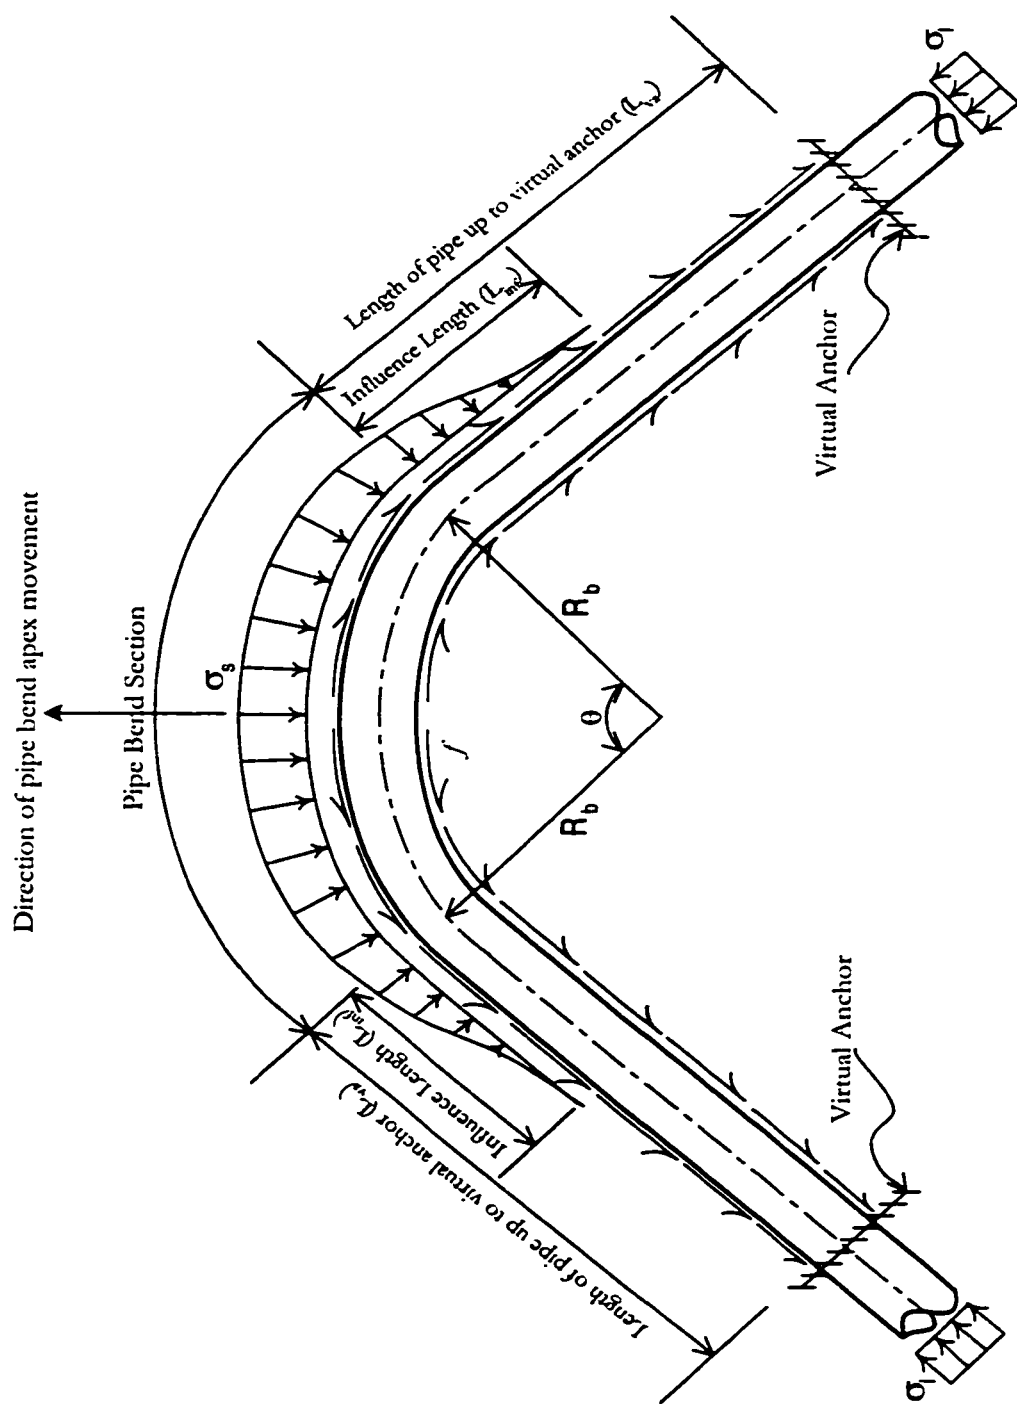 Direction of pipe bend apex movement
Pipe Bend Section
σs
Length of pipe up to virtual anchor (Lva)
Influence Length (Linf)
Influence Length (Linf)
Length of pipe up to virtual anchor (Lva)
Rb
Rb
θ
f
Virtual Anchor
Virtual Anchor
σl
σl